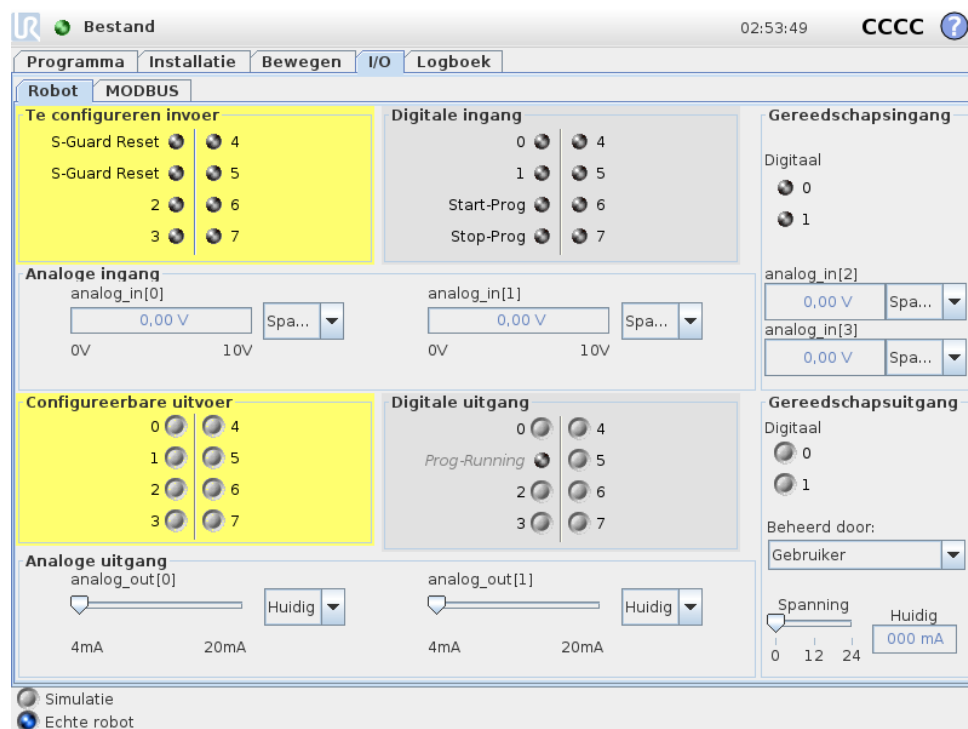 UR Bestand 02:53:49 CCCC ?
Programma Installatie Bewegen I/O Logboek
Robot MODBUS
Te configureren invoer
S-Guard Reset 4
S-Guard Reset 5
2 6
3 7
Digitale ingang
0 4
1 5
Start-Prog 6
Stop-Prog 7
Gereedschapsingang
Digitaal
0
1
Analoge ingang
analog_in[0]
0,00 V Spa...
0V 10V
analog_in[1]
0,00 V Spa...
0V 10V
analog_in[2]
0,00 V Spa...
analog_in[3]
0,00 V Spa...
Configureerbare uitvoer
0 4
1 5
2 6
3 7
Digitale uitgang
0 4
Prog-Running 5
2 6
3 7
Gereedschapsuitgang
Digitaal
0
1
Beheerd door:
Gebruiker
Spanning
0 12 24
Huidig
000 mA
Analoge uitgang
analog_out[0]
Huidig
4mA 20mA
analog_out[1]
Huidig
4mA 20mA
Simulatie
Echte robot